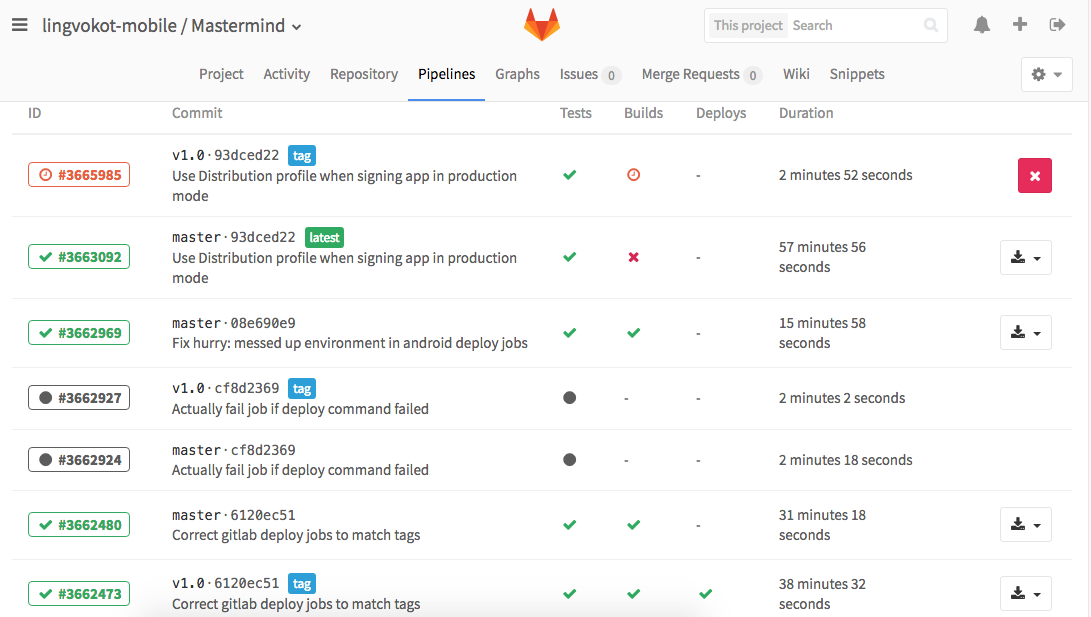 lingvokot-mobile / Mastermind
This project Search
Project Activity Repository Pipelines Graphs Issues 0 Merge Requests 0 Wiki Snippets
ID Commit Tests Builds Deploys Duration
v1.0 · 93dced22 tag
#3665985
Use Distribution profile when signing app in production
mode
- 2 minutes 52 seconds
master · 93dced22 latest
#3663092
Use Distribution profile when signing app in production
mode
- 57 minutes 56
seconds
master · 08e690e9
#3662969
Fix hurry: messed up environment in android deploy jobs
- 15 minutes 58
seconds
v1.0 · cf8d2369 tag
#3662927
Actually fail job if deploy command failed
- - 2 minutes 2 seconds
master · cf8d2369
#3662924
Actually fail job if deploy command failed
- - 2 minutes 18 seconds
master · 6120ec51
#3662480
Correct gitlab deploy jobs to match tags
- 31 minutes 18
seconds
v1.0 · 6120ec51 tag
#3662473
Correct gitlab deploy jobs to match tags
38 minutes 32
seconds